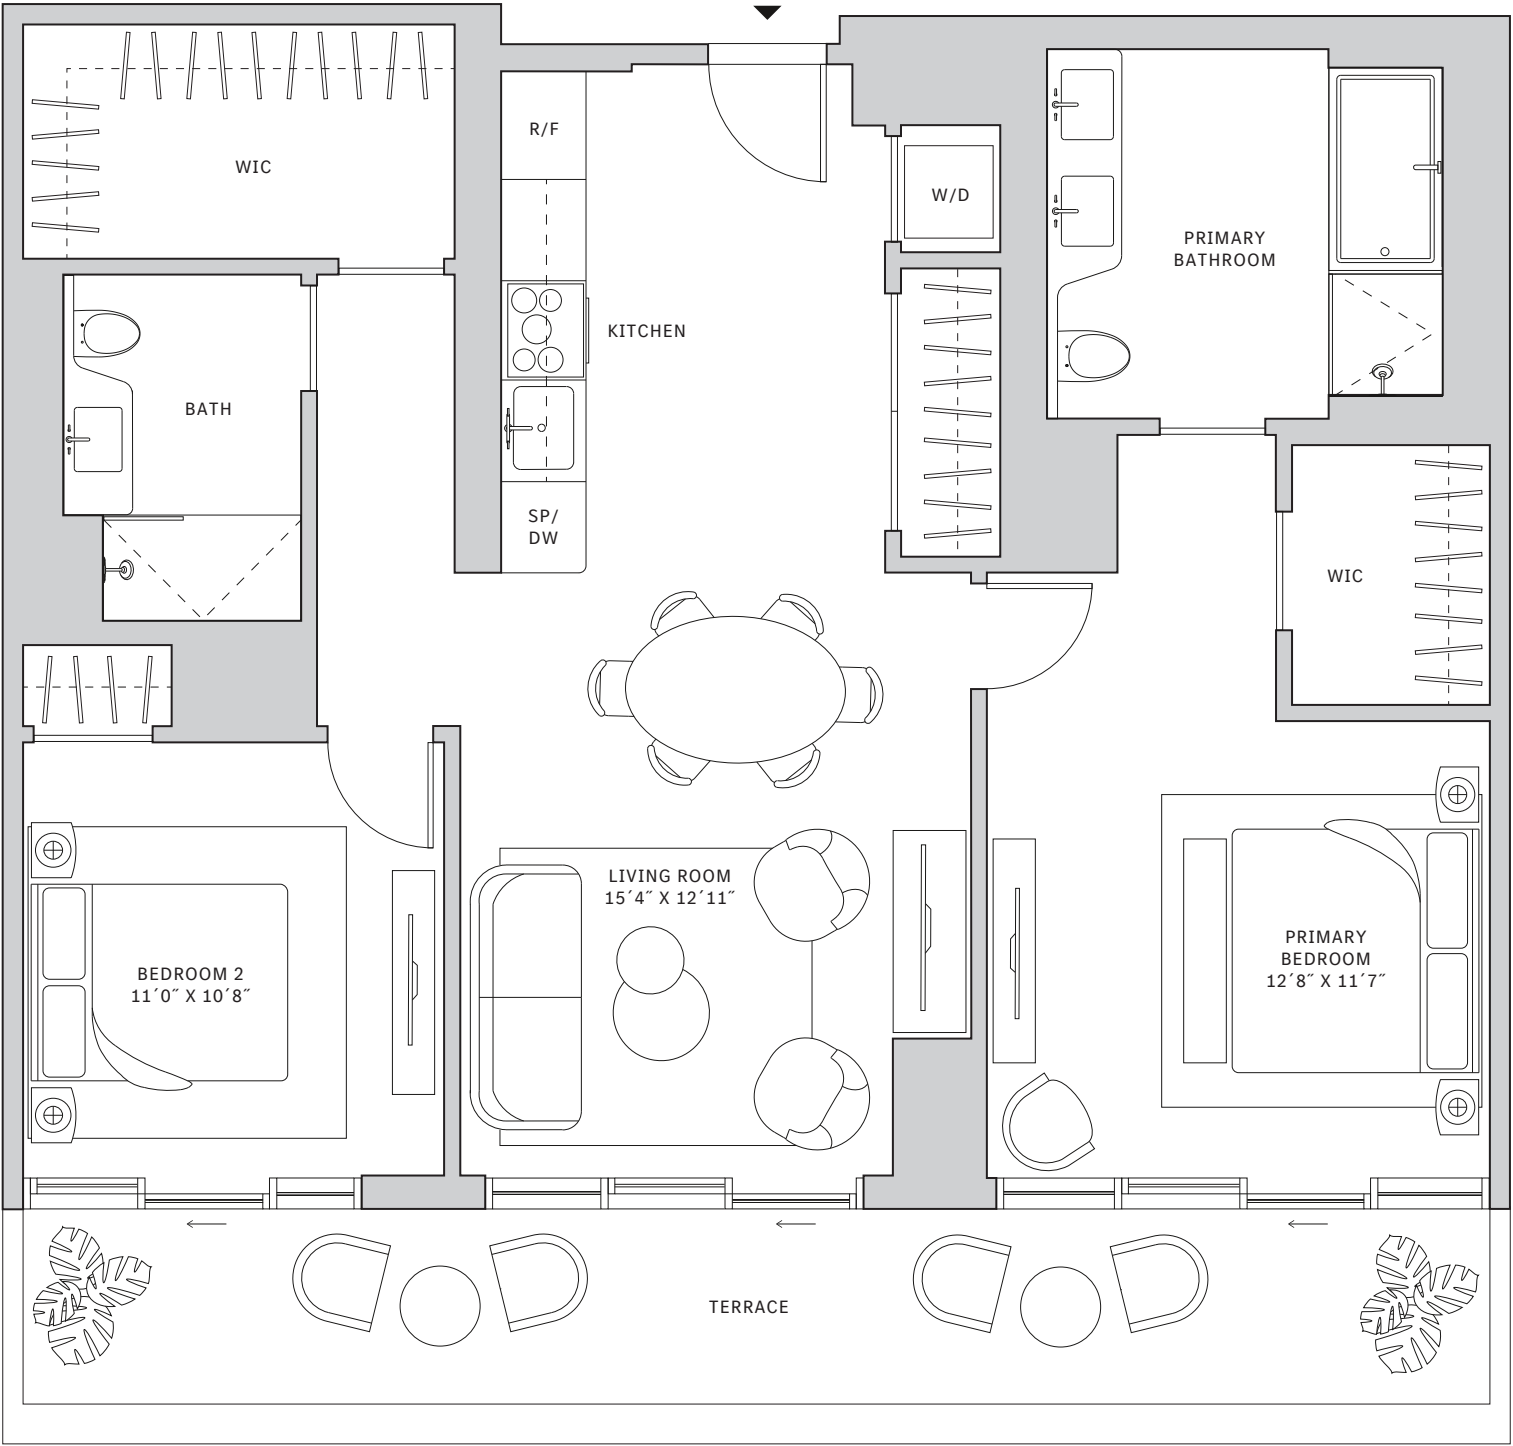 R/F
WIC
W/D
PRIMARY
BATHROOM
KITCHEN
BATH
SP/
DW
WIC
LIVING ROOM
15´4˝ X 12´11˝
PRIMARY
BEDROOM
12´8˝ X 11´7˝
BEDROOM 2
11´0˝ X 10´8˝
TERRACE